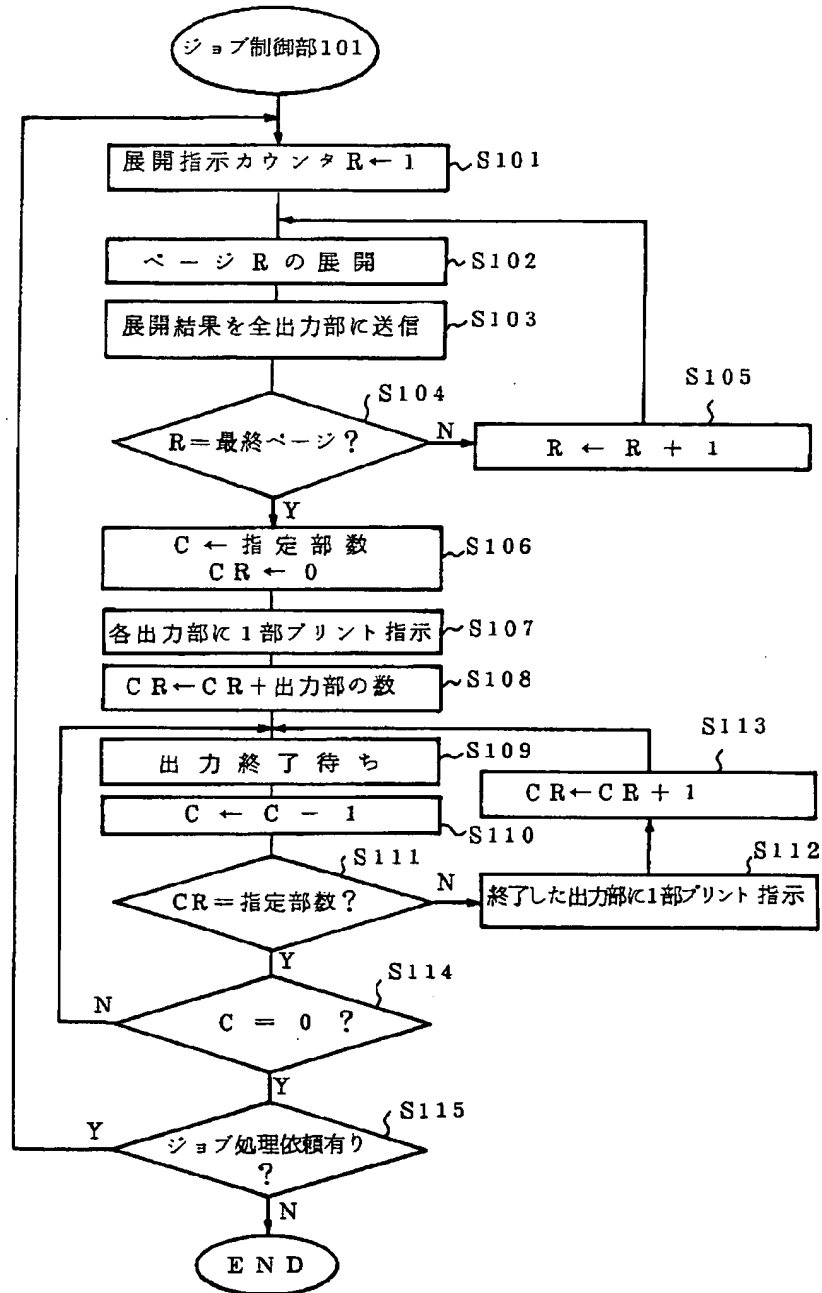 ジョブ制御部101
展開指示カウンタR←1
S101
ページRの展開
S102
展開結果を全出力部に送信
S103
S104
R=最終ページ?
N
S105
R ← R + 1
Y
C ← 指定部数
CR ← 0
S106
各出力部に1部プリント指示
S107
CR←CR+出力部の数
S108
出力終了待ち
S109
C ← C - 1
S110
S113
CR←CR+1
S111
CR=指定部数?
N
S112
終了した出力部に1部プリント指示
Y
S114
N
C = 0 ?
Y
S115
Y
ジョブ処理依頼有り
?
N
END